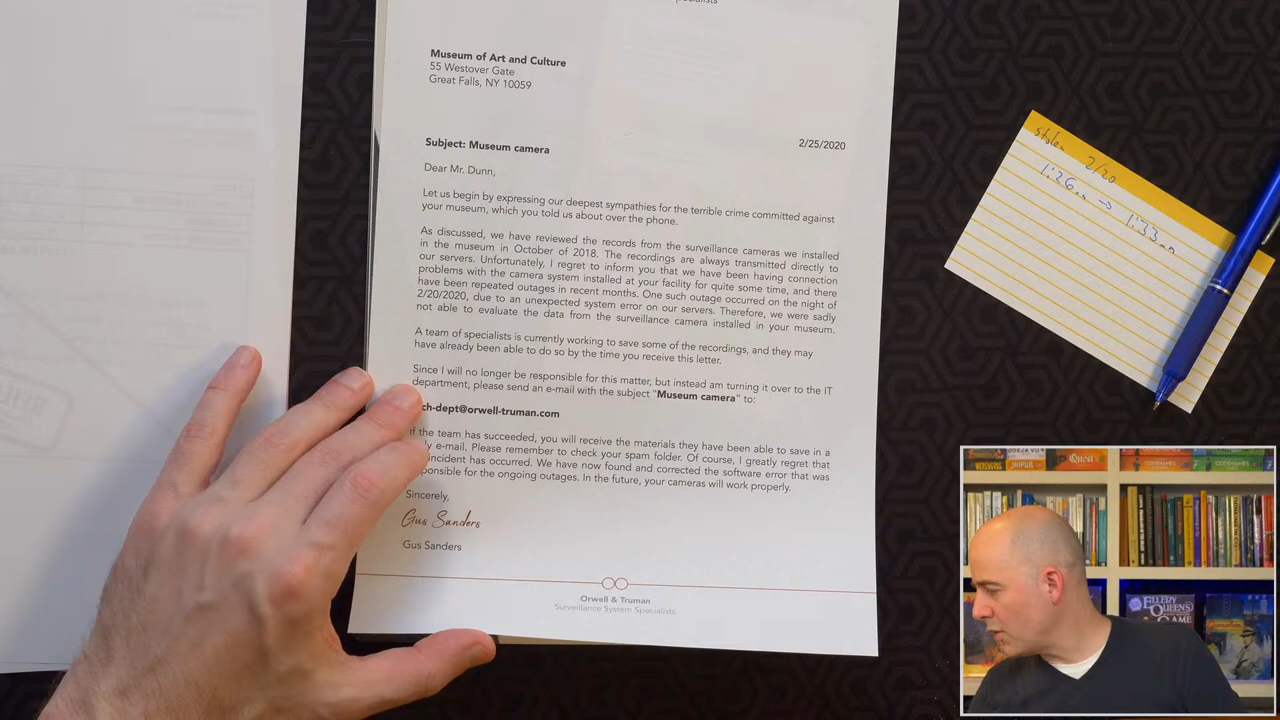 Museum of Art and Culture
55 Westover Gate
Great Falls, NY 10059
2/25/2020
Subject: Museum camera
Dear Mr. Dunn,
Let us begin by expressing our deepest sympathies for the terrible crime committed against
your museum, which you told us about over the phone.
As discussed, we have reviewed the records from the surveillance cameras we installed
in the museum in October of 2018. The recordings are always transmitted directly to
our servers. Unfortunately, I regret to inform you that we have been having connection
problems with the camera system installed at your facility for quite some time, and there
have been repeated outages in recent months. One such outage occurred on the night of
2/20/2020, due to an unexpected system error on our servers. Therefore, we were sadly
not able to evaluate the data from the surveillance camera installed in your museum.
A team of specialists is currently working to save some of the recordings, and they may
have already been able to do so by the time you receive this letter.
Since I will no longer be responsible for this matter, but instead am turning it over to the IT
department, please send an e-mail with the subject "Museum camera" to:
ch-dept@orwell-truman.com
If the team has succeeded, you will receive the materials they have been able to save in a
ly e-mail. Please remember to check your spam folder. Of course, I greatly regret that
incident has occurred. We have now found and corrected the software error that was
ponsible for the ongoing outages. In the future, your cameras will work properly.
Sincerely,
Gus Sanders
Gus Sanders
Orwell & Truman
Surveillance System Specialists
stolen 2/20
1:26am → 1:33am
ELLERY
QUEEN'S
GAME